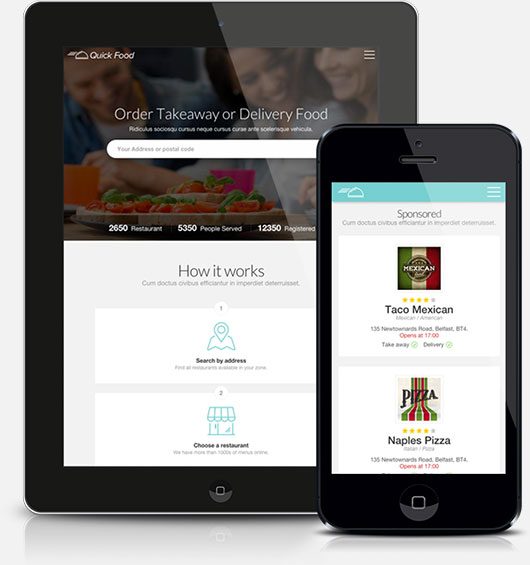 Quick Food
Order Takeaway or Delivery Food
Ridiculus sociosqu cursus neque cursus curae ante scelerisque vehicula.
Your Address or postal code
2650 Restaurant
5350 People Served
12350 Registered
How it works
Cum doctus civibus efficiantur in imperdiet deterruisset.
1
Search by address
Find all restaurants available in your zone.
2
Choose a restaurant
We have more than 1000s of menus online.
Sponsored
Cum doctus civibus efficiantur in imperdiet deterruisset.
MEXICAN
Taco Mexican
Mexican / American
135 Newtownards Road, Belfast, BT4.
Opens at 17:00
Take away
Delivery
PIZZA
Naples Pizza
Italian / Pizza
135 Newtownards Road, Belfast, BT4.
Opens at 17:00